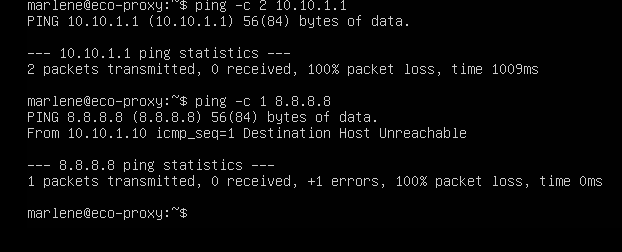 marlene@eco-proxy:~$ ping -c 2 10.10.1.1
PING 10.10.1.1 (10.10.1.1) 56(84) bytes of data.
--- 10.10.1.1 ping statistics ---
2 packets transmitted, 0 received, 100% packet loss, time 1009ms
marlene@eco-proxy:~$ ping -c 1 8.8.8.8
PING 8.8.8.8 (8.8.8.8) 56(84) bytes of data.
From 10.10.1.10 icmp_seq=1 Destination Host Unreachable
--- 8.8.8.8 ping statistics ---
1 packets transmitted, 0 received, +1 errors, 100% packet loss, time 0ms
marlene@eco-proxy:~$